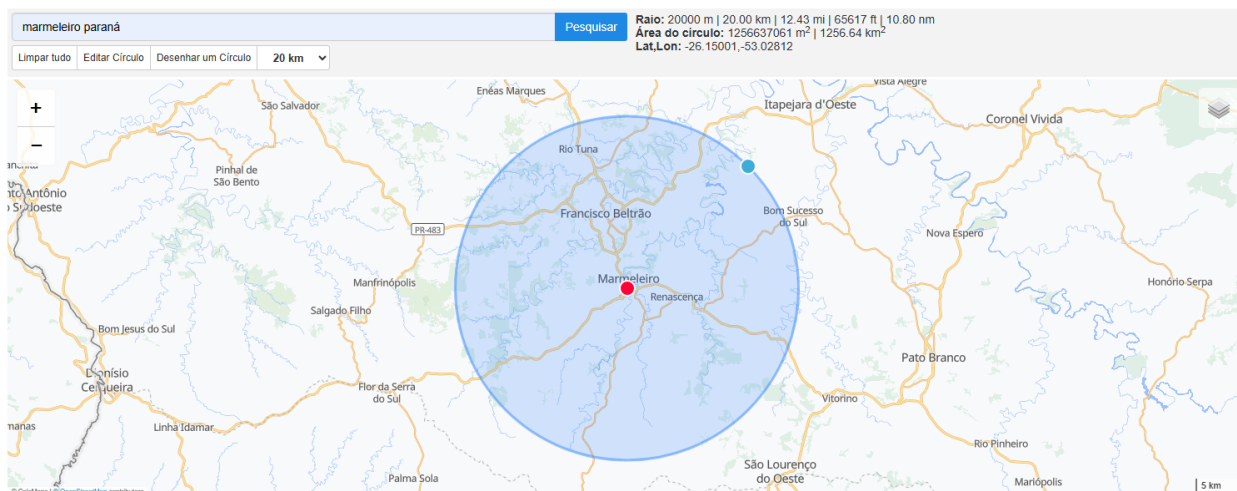 marmeleiro paraná
Pesquisar
Raio: 20000 m | 20.00 km | 12.43 mi | 65617 ft | 10.80 nm
Área do círculo: 1256637061 m² | 1256.64 km²
Lat,Lon: -26.15001,-53.02812
Limpar tudo
Editar Círculo
Desenhar um Círculo
20 km
+
−
Vista Alegre
Enéas Marques
São Salvador
Itapejara d'Oeste
Coronel Vivida
Rio Tuna
Pinhal de
São Bento
Antônio
Francisco Beltrão
Bom Sucesso
do Sul
PR-483
Nova Espero
Marmeleiro
Manfrinópolis
Renascença
Honório Serpa
Salgado Filho
Bom Jesus do Sul
Pato Branco
Flor da Serra
do Sul
Vitorino
Linha Idamar
Rio Pinheiro
São Lourenço
do Oeste
Palma Sola
Mariópolis
5 km